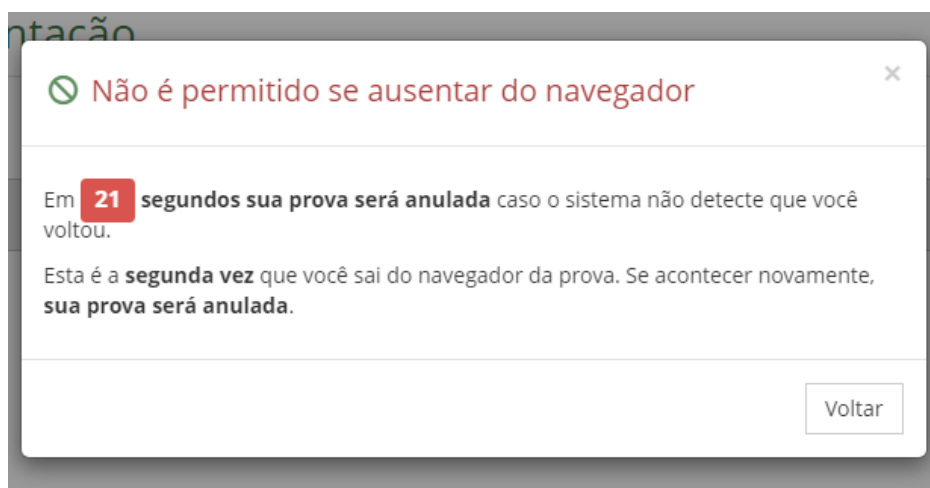 ntação
Não é permitido se ausentar do navegador
×
Em 21 segundos sua prova será anulada caso o sistema não detecte que você
voltou.
Esta é a segunda vez que você sai do navegador da prova. Se acontecer novamente,
sua prova será anulada.
Voltar